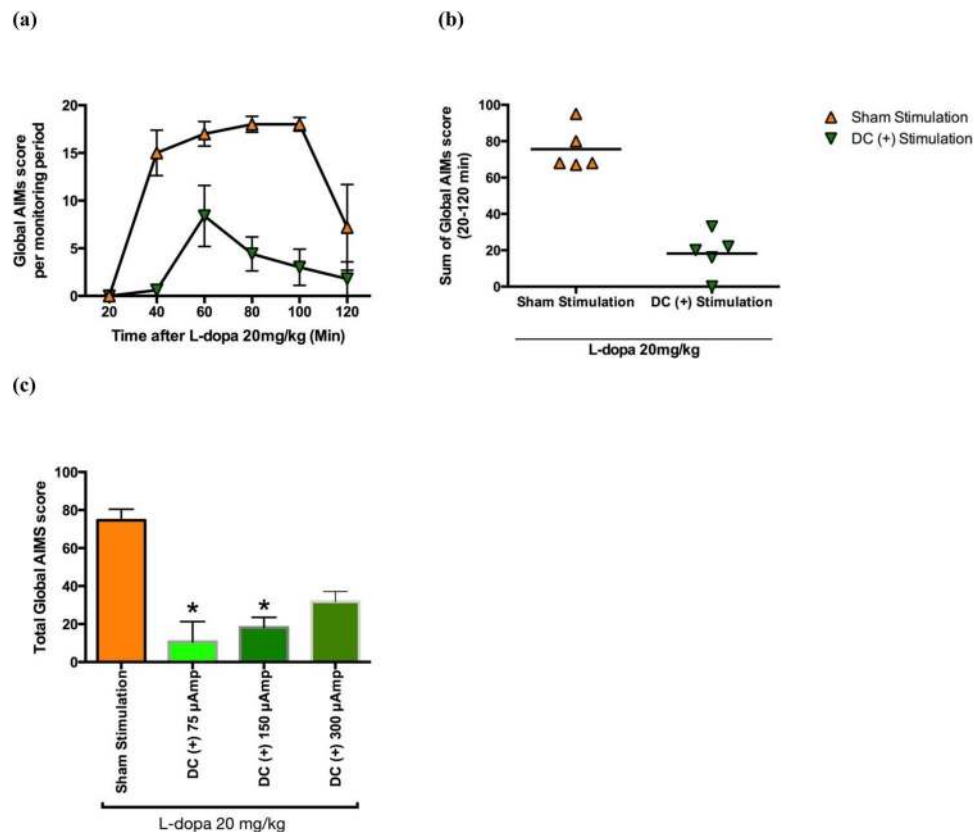 (a)
Global AIMs score
per monitoring period
20
15
10
5
0
20 40 60 80 100 120
Time after L-dopa 20mg/kg (Min)
(b)
Sum of Global AIMs score
(20-120 min)
100
80
60
40
20
0
Sham Stimulation DC (+) Stimulation
L-dopa 20mg/kg
Sham Stimulation
DC (+) Stimulation
(c)
Total Global AIMS score
100
80
60
40
20
0
* *
Sham Stimulation
DC (+) 75 µAmp
DC (+) 150 µAmp
DC (+) 300 µAmp
L-dopa 20 mg/kg